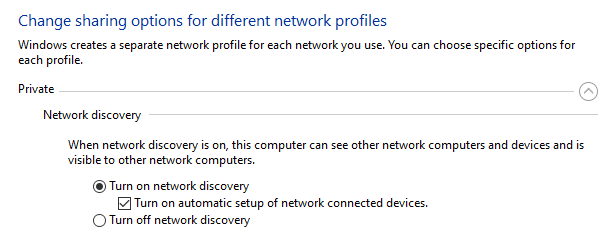 Change sharing options for different network profiles
Windows creates a separate network profile for each network you use. You can choose specific options for
each profile.
Private
Network discovery
When network discovery is on, this computer can see other network computers and devices and is
visible to other network computers.
Turn on network discovery
Turn on automatic setup of network connected devices.
Turn off network discovery